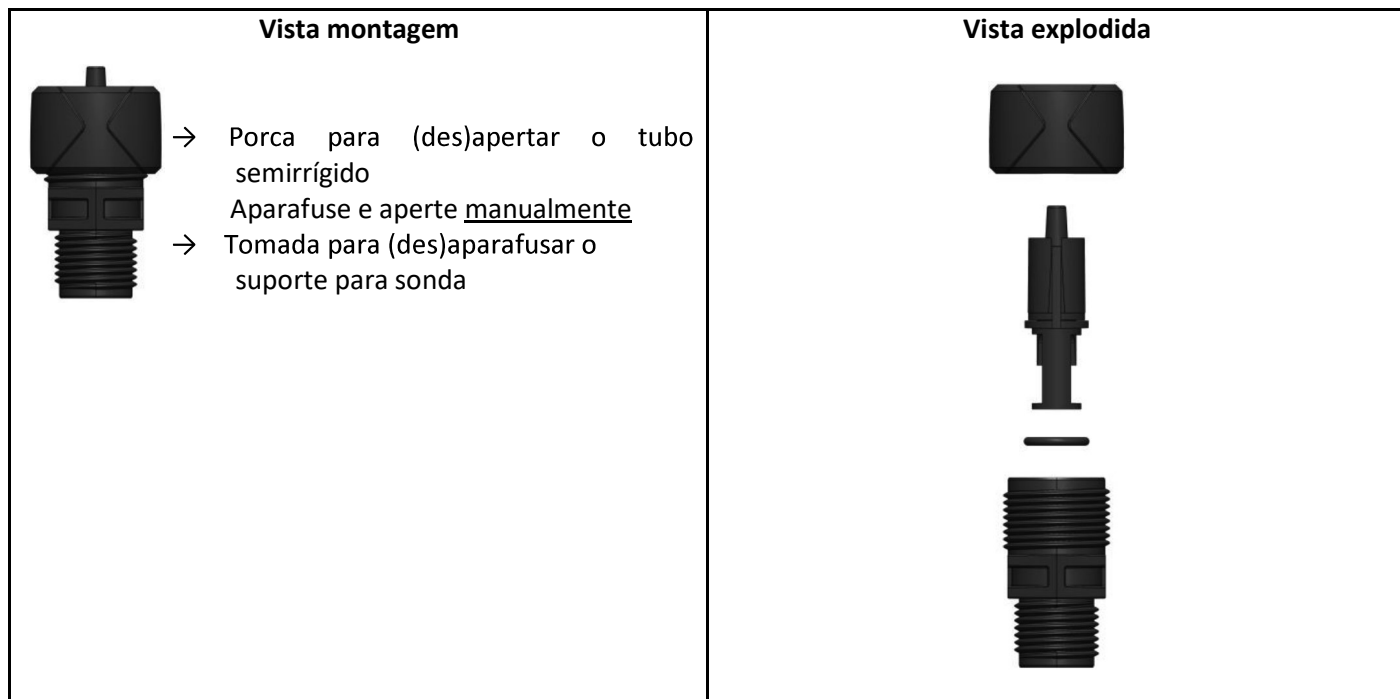 Vista montagem
Vista explodida
→ Porca para (des)apertar o tubo
semirrígido
Aparafuse e aperte manualmente
→ Tomada para (des)aparafusar o
suporte para sonda